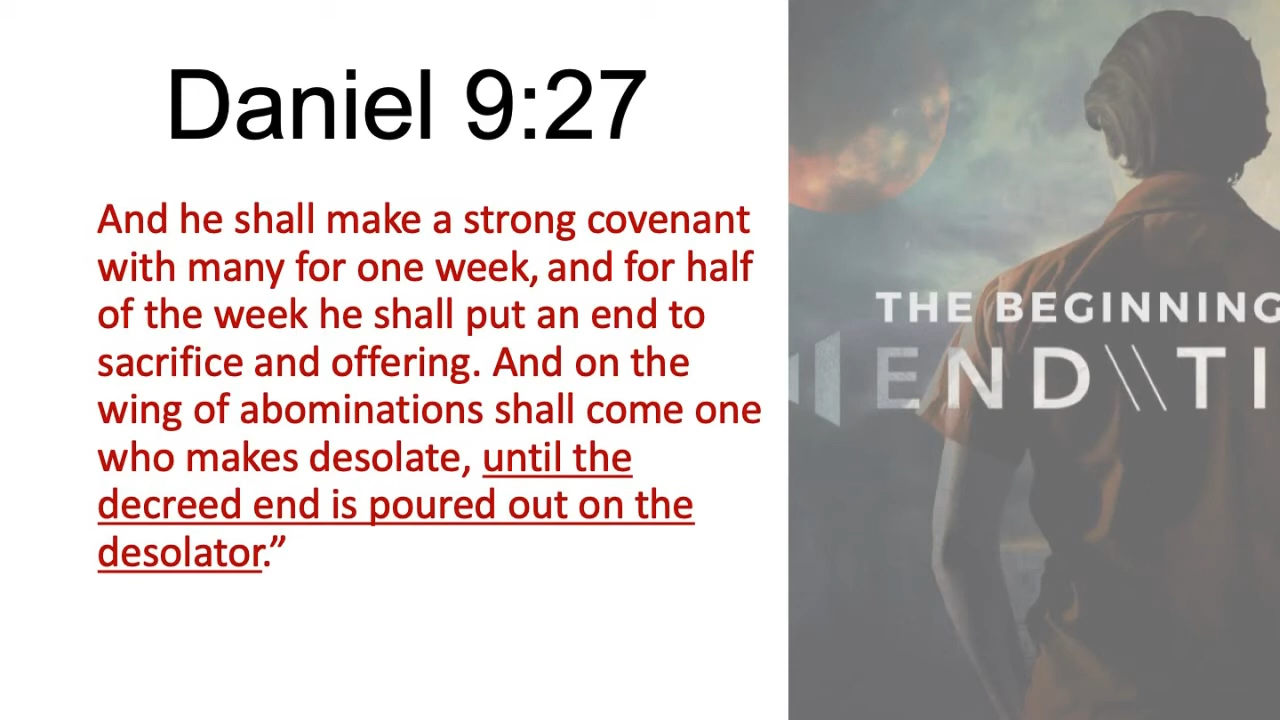 Daniel 9:27
And he shall make a strong covenant
with many for one week, and for half
of the week he shall put an end to
sacrifice and offering. And on the
wing of abominations shall come one
who makes desolate, until the
decreed end is poured out on the
desolator.”
THE BEGINNING
END\\TI